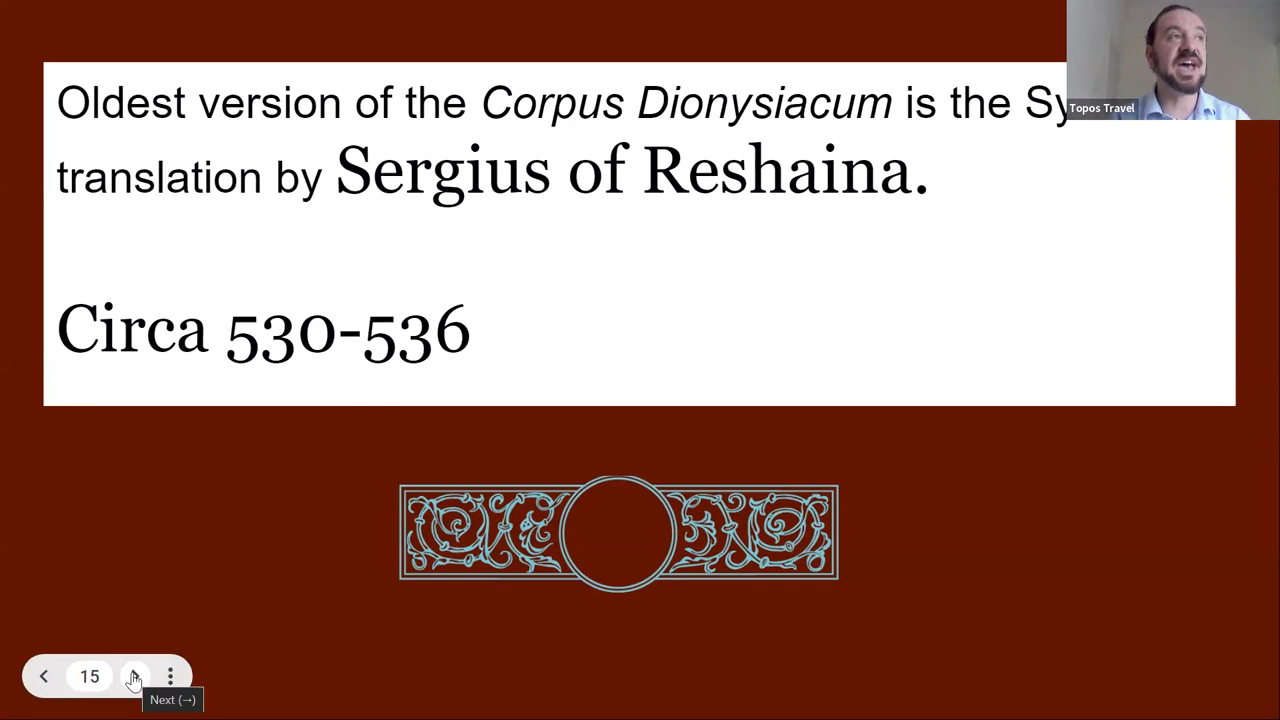 Oldest version of the Corpus Dionysiacum is the
translation by Sergius of Reshaina.
Circa 530-536
Topos Travel
15
Next (→)